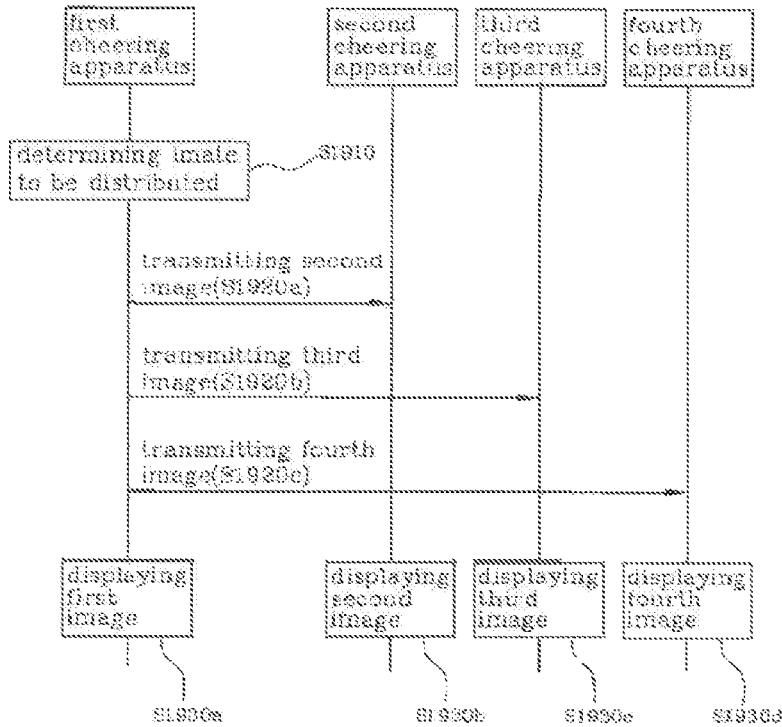 first
cheering
apparatus
second
cheering
apparatus
third
cheering
apparatus
fourth
cheering
apparatus
determining image
to be distributed
S1910
transmitting second
image(S1920a)
transmitting third
image(S1920b)
transmitting fourth
image(S1920c)
displaying
first
image
displaying
second
image
displaying
third
image
displaying
fourth
image
S1930a
S1930b
S1930c
S1930d